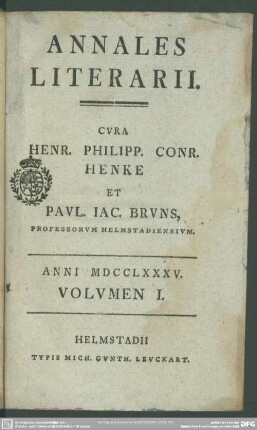 ANNALES
LITERARII.
CVRA
HENR. PHILIPP. CONR.
HENKE
ET
PAVL. IAC. BRVNS,
PROFESSORVM HELMSTADIENSIVM.
ANNI MDCCLXXXV.
VOLVMEN I.
HELMSTADII
TYPIS MICH. GVNTH. LEVCKART.